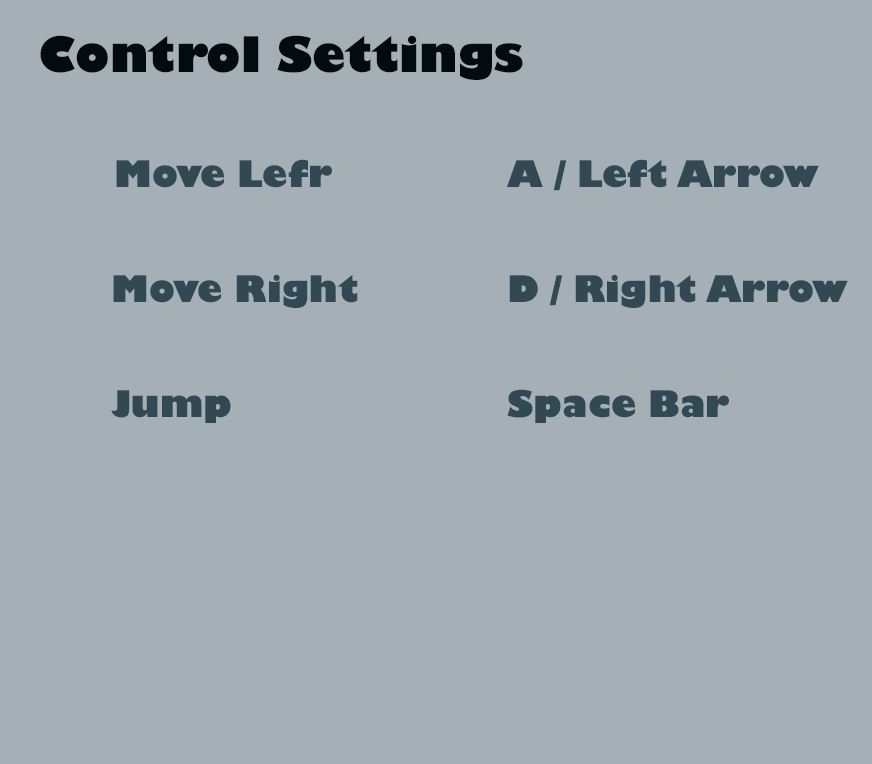 Control Settings
Move Lefr A / Left Arrow
Move Right D / Right Arrow
Jump Space Bar